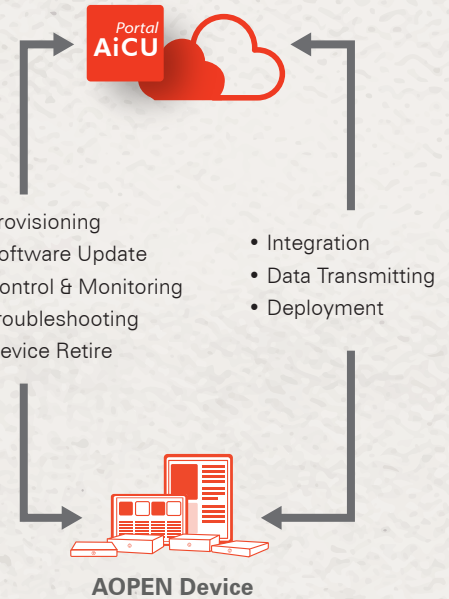 Portal
AiCU
rovisioning
oftware Update
ontrol & Monitoring
roubleshooting
evice Retire
• Integration
• Data Transmitting
• Deployment
AOPEN Device